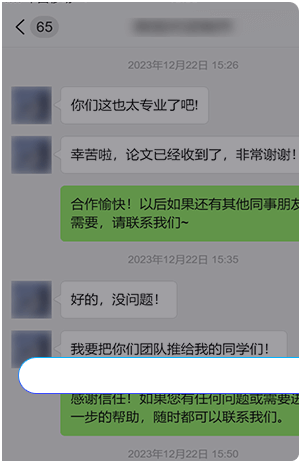 65
2023年12月22日 15:26
你们这也太专业了吧!
幸苦啦，论文已经收到了，非常谢谢!
合作愉快！以后如果还有其他同事朋友
需要，请联系我们~
2023年12月22日 15:35
好的，没问题！
我要把你们团队推给我的同学们！
感谢信任！如果您有任何问题或需要进
一步的帮助，随时都可以联系我们。
2023年12月22日 15:50